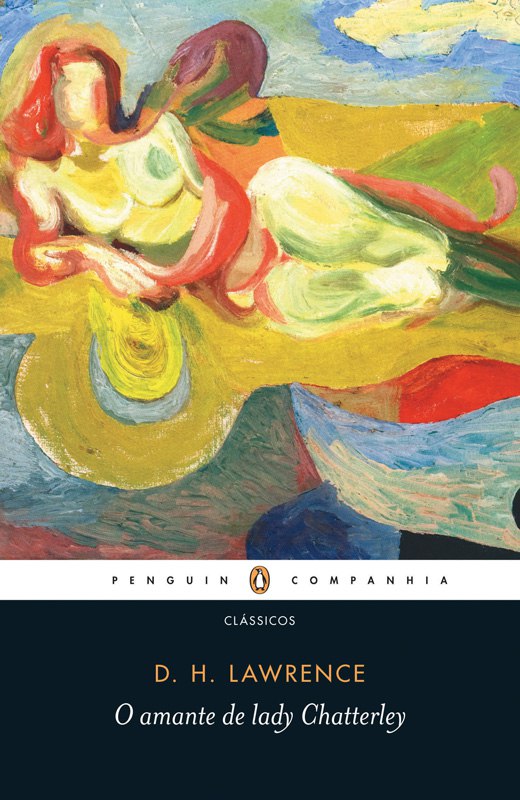 PENGUIN COMPANHIA
CLÁSSICOS
D. H. LAWRENCE
O amante de lady Chatterley